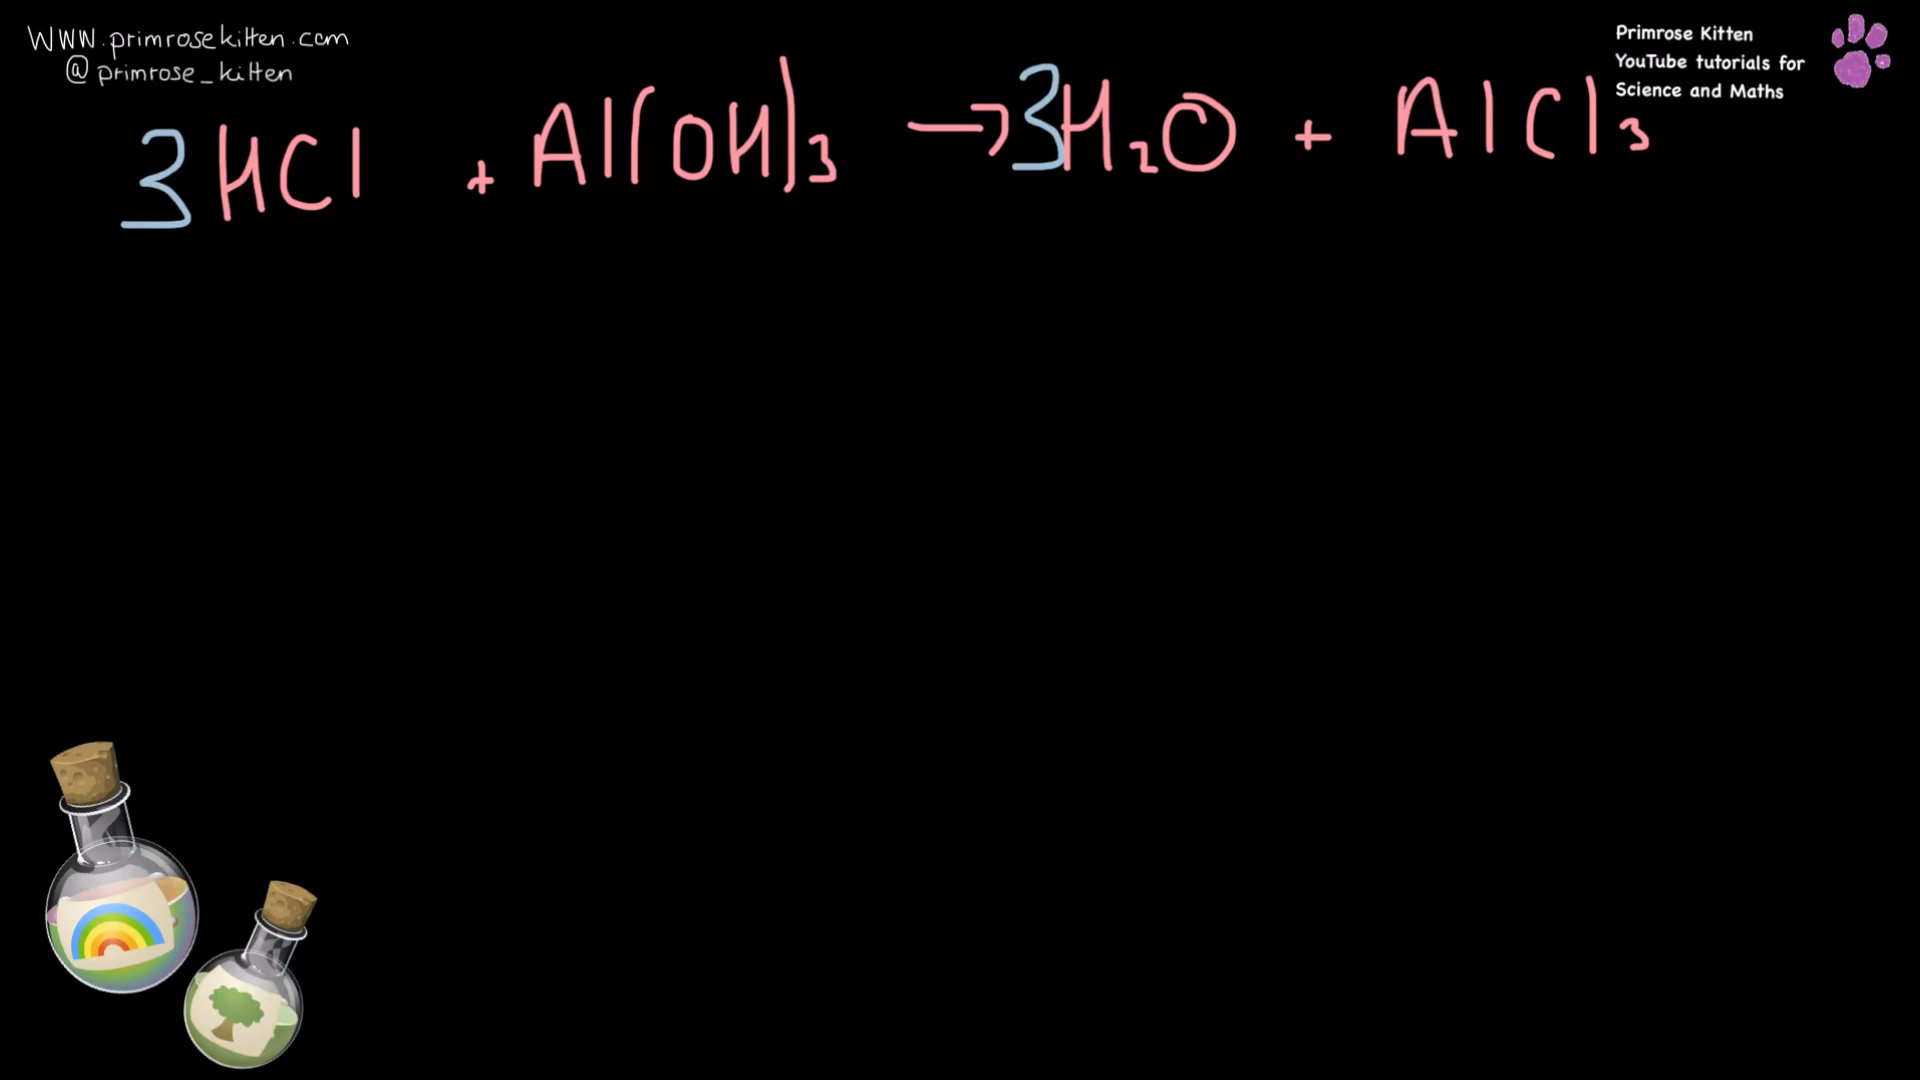 WWW.primrosekitten.com
@primrose_kitten
Primrose Kitten
YouTube tutorials for
Science and Maths
3HCl + Al(OH)₃ → 3H₂O + AlCl₃